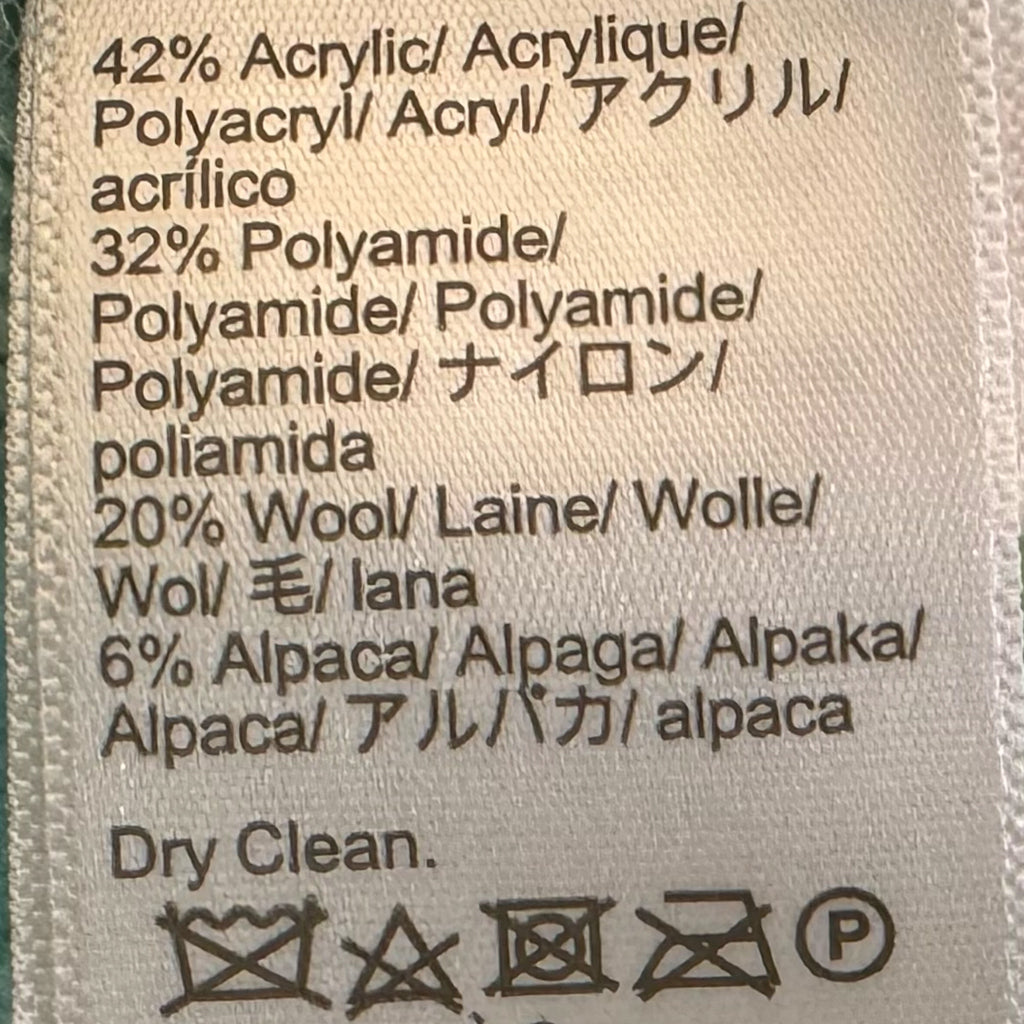 42% Acrylic/ Acrylique/
Polyacryl/ Acryl/ アクリル/
acrílico
32% Polyamide/
Polyamide/ Polyamide/
Polyamide/ ナイロン/
poliamida
20% Wool/ Laine/ Wolle/
Wol/ 毛/ lana
6% Alpaca/ Alpaga/ Alpaka/
Alpaca/ アルパカ/ alpaca
Dry Clean.
P